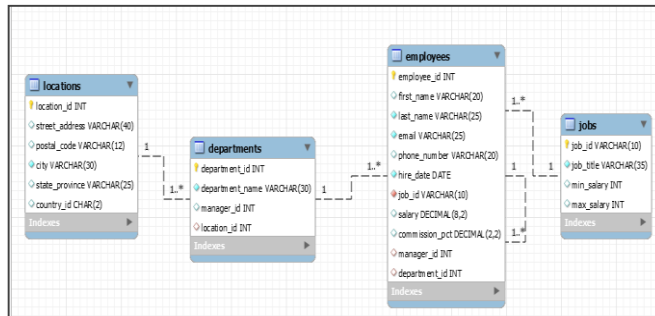 locations
location_id INT
street_address VARCHAR(40)
postal_code VARCHAR(12)
city VARCHAR(30)
state_province VARCHAR(25)
country_id CHAR(2)
Indexes
1
1..*
departments
department_id INT
department_name VARCHAR(30)
manager_id INT
location_id INT
Indexes
1
1..*
employees
employee_id INT
first_name VARCHAR(20)
last_name VARCHAR(25)
email VARCHAR(25)
phone_number VARCHAR(20)
hire_date DATE
job_id VARCHAR(10)
salary DECIMAL(8,2)
commission_pct DECIMAL(2,2)
manager_id INT
department_id INT
Indexes
1..*
1
1
1..*
jobs
job_id VARCHAR(10)
job_title VARCHAR(35)
min_salary INT
max_salary INT
Indexes